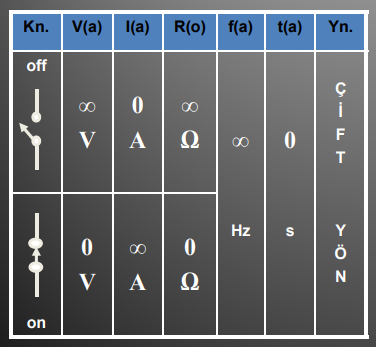 Kn. V(a) I(a) R(o) f(a) t(a) Yn.
off
∞ 0 ∞
V A Ω
∞ 0
Hz s
0 ∞ 0
V A Ω
on
Ç
İ
F
T
Y
Ö
N